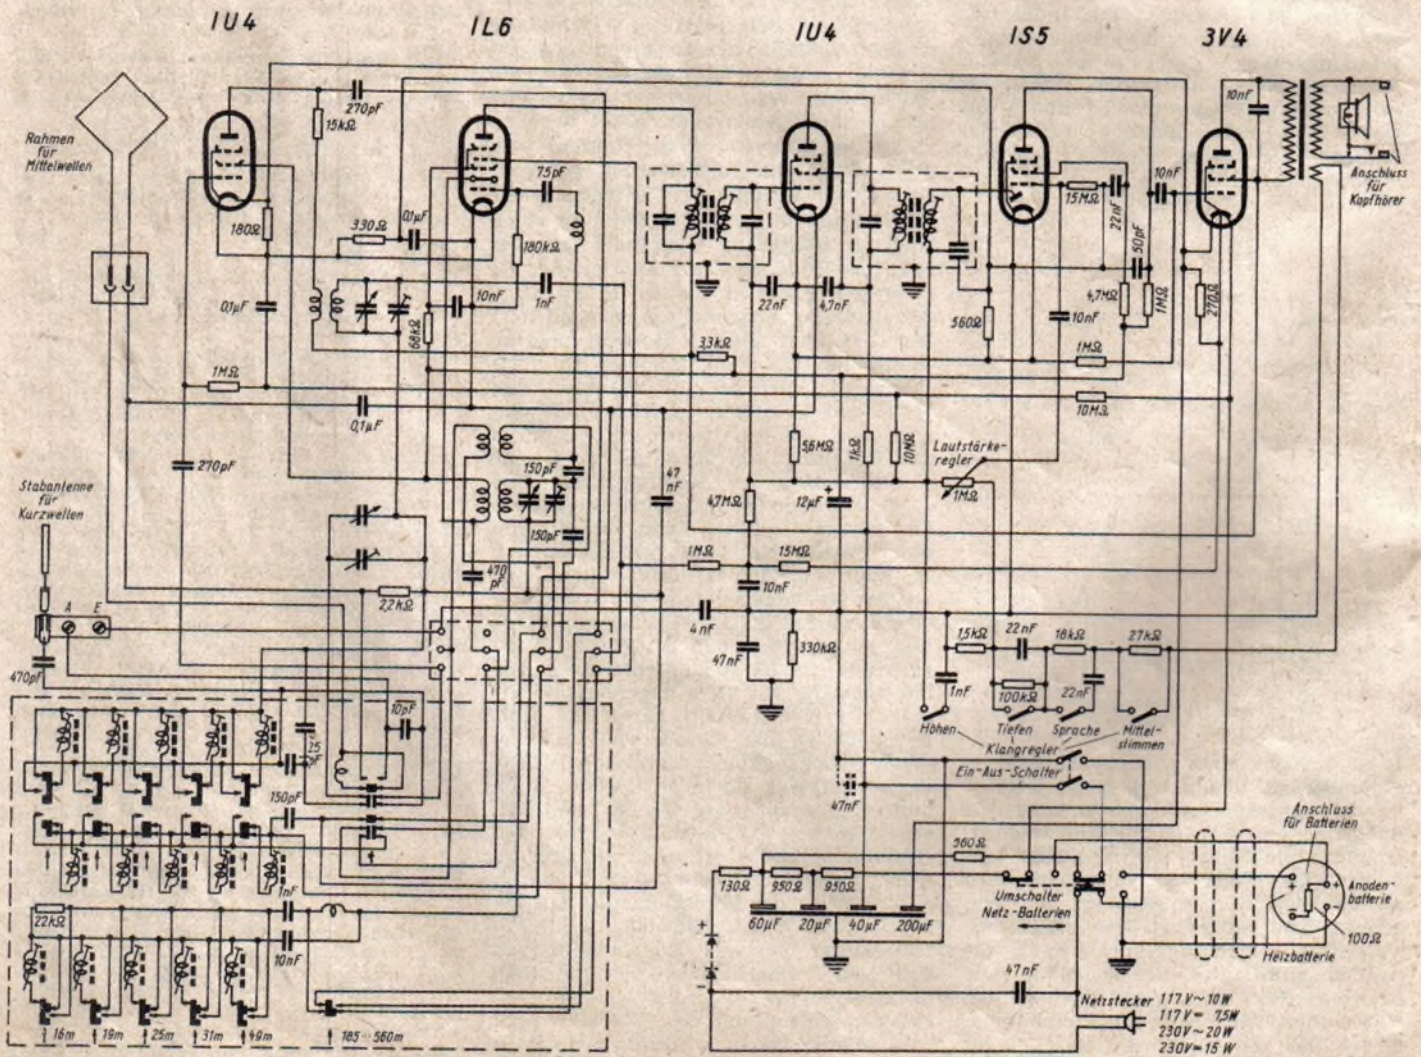 1U4
1L6
1U4
1S5
3V4
Rahmen
für
Mittelwellen
270pF
15kΩ
75pF
10nF
Anschluss
für
Kopfhörer
180Ω
330Ω
0,1µF
180kΩ
15MΩ
22nF
10nF
50pF
0,1µF
10nF
1nF
68kΩ
22nF
4,7nF
560Ω
10nF
4,7MΩ
1MΩ
270Ω
3,3kΩ
1MΩ
1MΩ
0,1µF
10MΩ
270pF
150pF
47
nF
5,6MΩ
1kΩ
10MΩ
Lautstärke-
regler
1MΩ
Stabantenne
für
Kurzwellen
4,7MΩ
+
12µF
150pF
1MΩ
15MΩ
470
pF
10nF
2,2kΩ
A E
4nF
47nF
330kΩ
15kΩ
22nF
18kΩ
27kΩ
470pF
1nF
100kΩ
22nF
10pF
Höhen
Tiefen
Sprache
Mittel-
stimmen
Klangregler
25
pF
Ein-Aus-Schalter
47nF
150pF
Anschluss
für Batterien
560Ω
130Ω
950Ω
950Ω
Umschalter
Netz-Batterien
+
+
-
-
Anoden-
batterie
1nF
22kΩ
60µF
20µF
40µF
200µF
100Ω
Heizbatterie
10nF
+
-
47nF
Netzstecker 117V~10W
117V= 7,5W
230V~20W
230V=15W
16m
19m
25m
31m
49m
185-560m